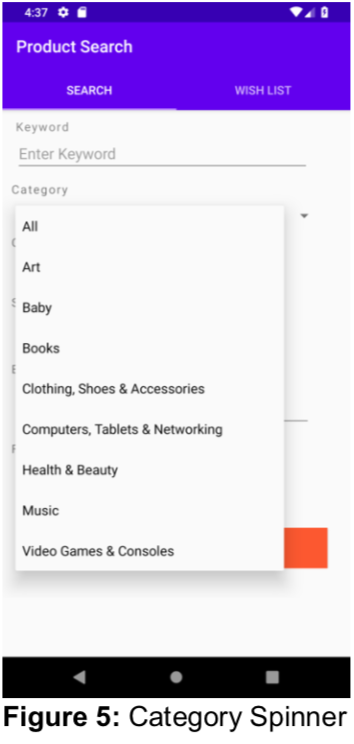 4:37
Product Search
SEARCH WISH LIST
Keyword
Enter Keyword
Category
All
Art
Baby
Books
Clothing, Shoes & Accessories
Computers, Tablets & Networking
Health & Beauty
Music
Video Games & Consoles
Figure 5: Category Spinner